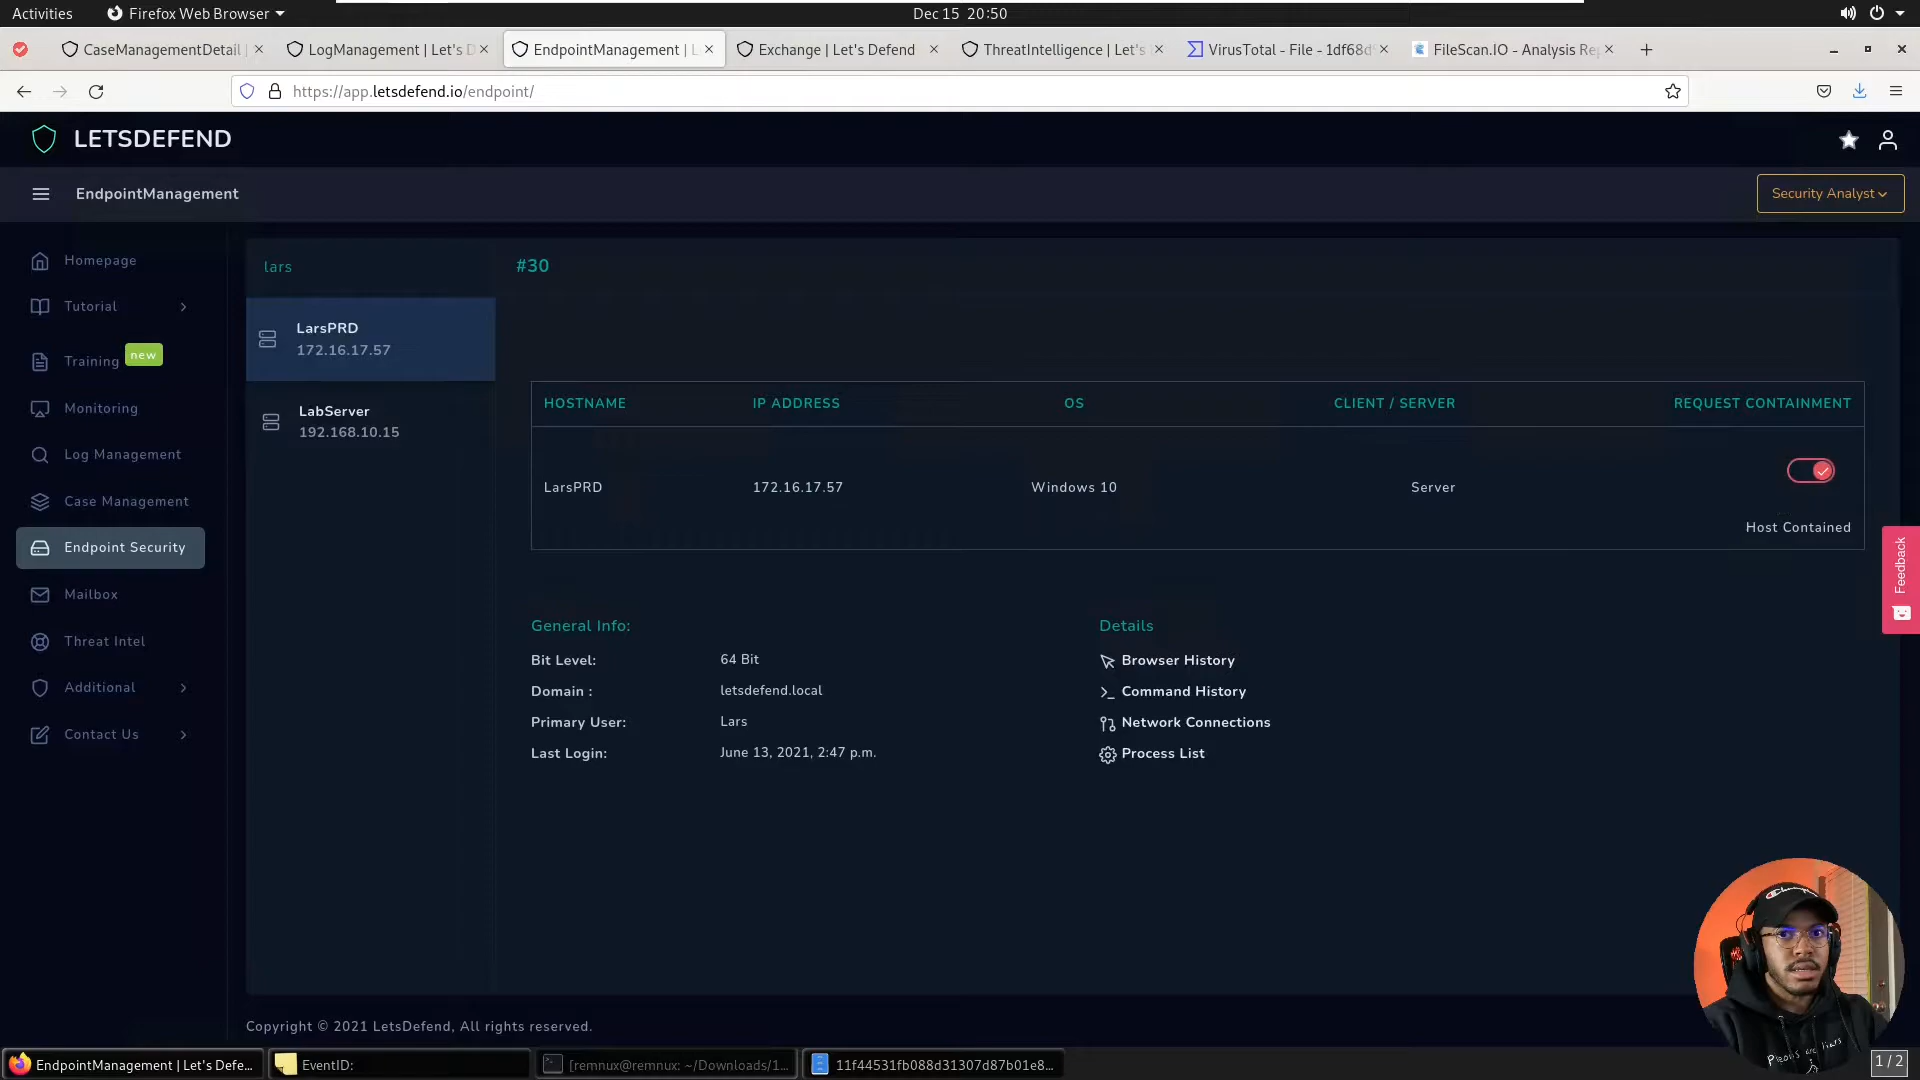 Activities
Firefox Web Browser
Dec 15 20:50
CaseManagementDetail |
LogManagement | Let's D
EndpointManagement | L
Exchange | Let's Defend
ThreatIntelligence | Let's
VirusTotal - File - 1df68d
FileScan.IO - Analysis Re
https://app.letsdefend.io/endpoint/
LETSDEFEND
EndpointManagement
Security Analyst
Homepage
Tutorial
Training new
Monitoring
Log Management
Case Management
Endpoint Security
Mailbox
Threat Intel
Additional
Contact Us
lars
LarsPRD
172.16.17.57
LabServer
192.168.10.15
#30
HOSTNAME IP ADDRESS OS CLIENT / SERVER REQUEST CONTAINMENT
LarsPRD 172.16.17.57 Windows 10 Server
Host Contained
General Info:
Bit Level: 64 Bit
Domain : letsdefend.local
Primary User: Lars
Last Login: June 13, 2021, 2:47 p.m.
Details
Browser History
Command History
Network Connections
Process List
Feedback
Copyright © 2021 LetsDefend, All rights reserved.
EndpointManagement | Let's Defe...
EventID:
[remnux@remnux: ~/Downloads/1...
11f44531fb088d31307d87b01e8...
1 / 2